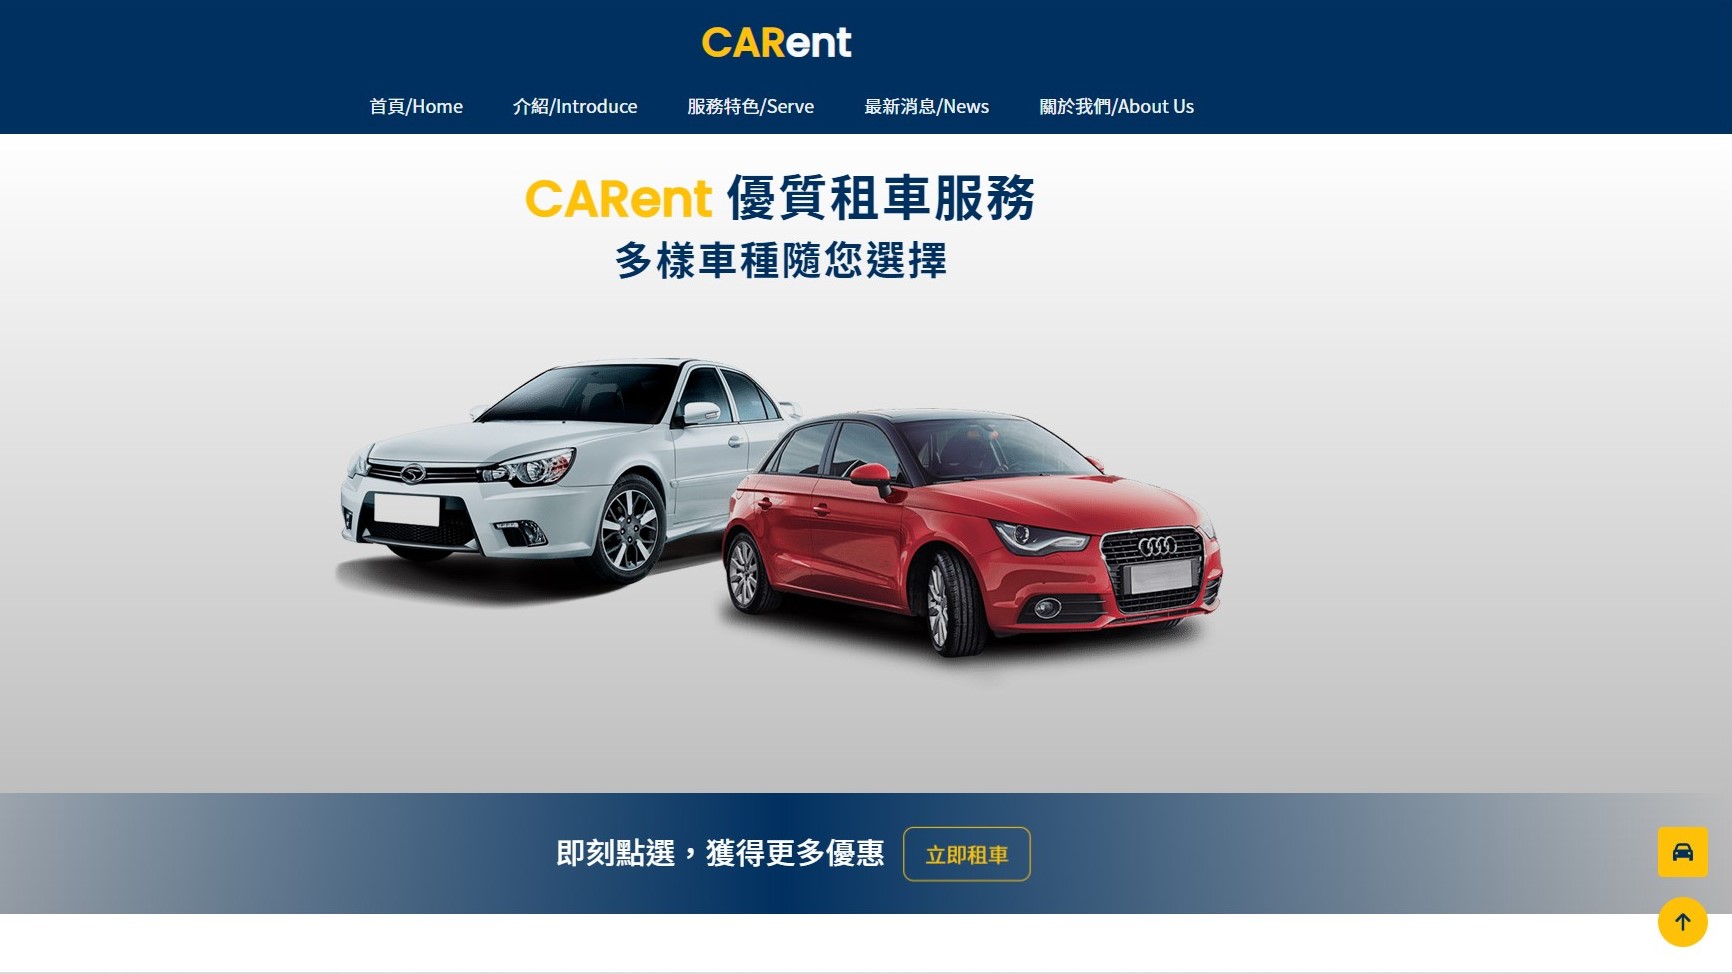 CARent
首頁/Home 介紹/Introduce 服務特色/Serve 最新消息/News 關於我們/About Us
CARent 優質租車服務
多樣車種隨您選擇
即刻點選，獲得更多優惠 立即租車